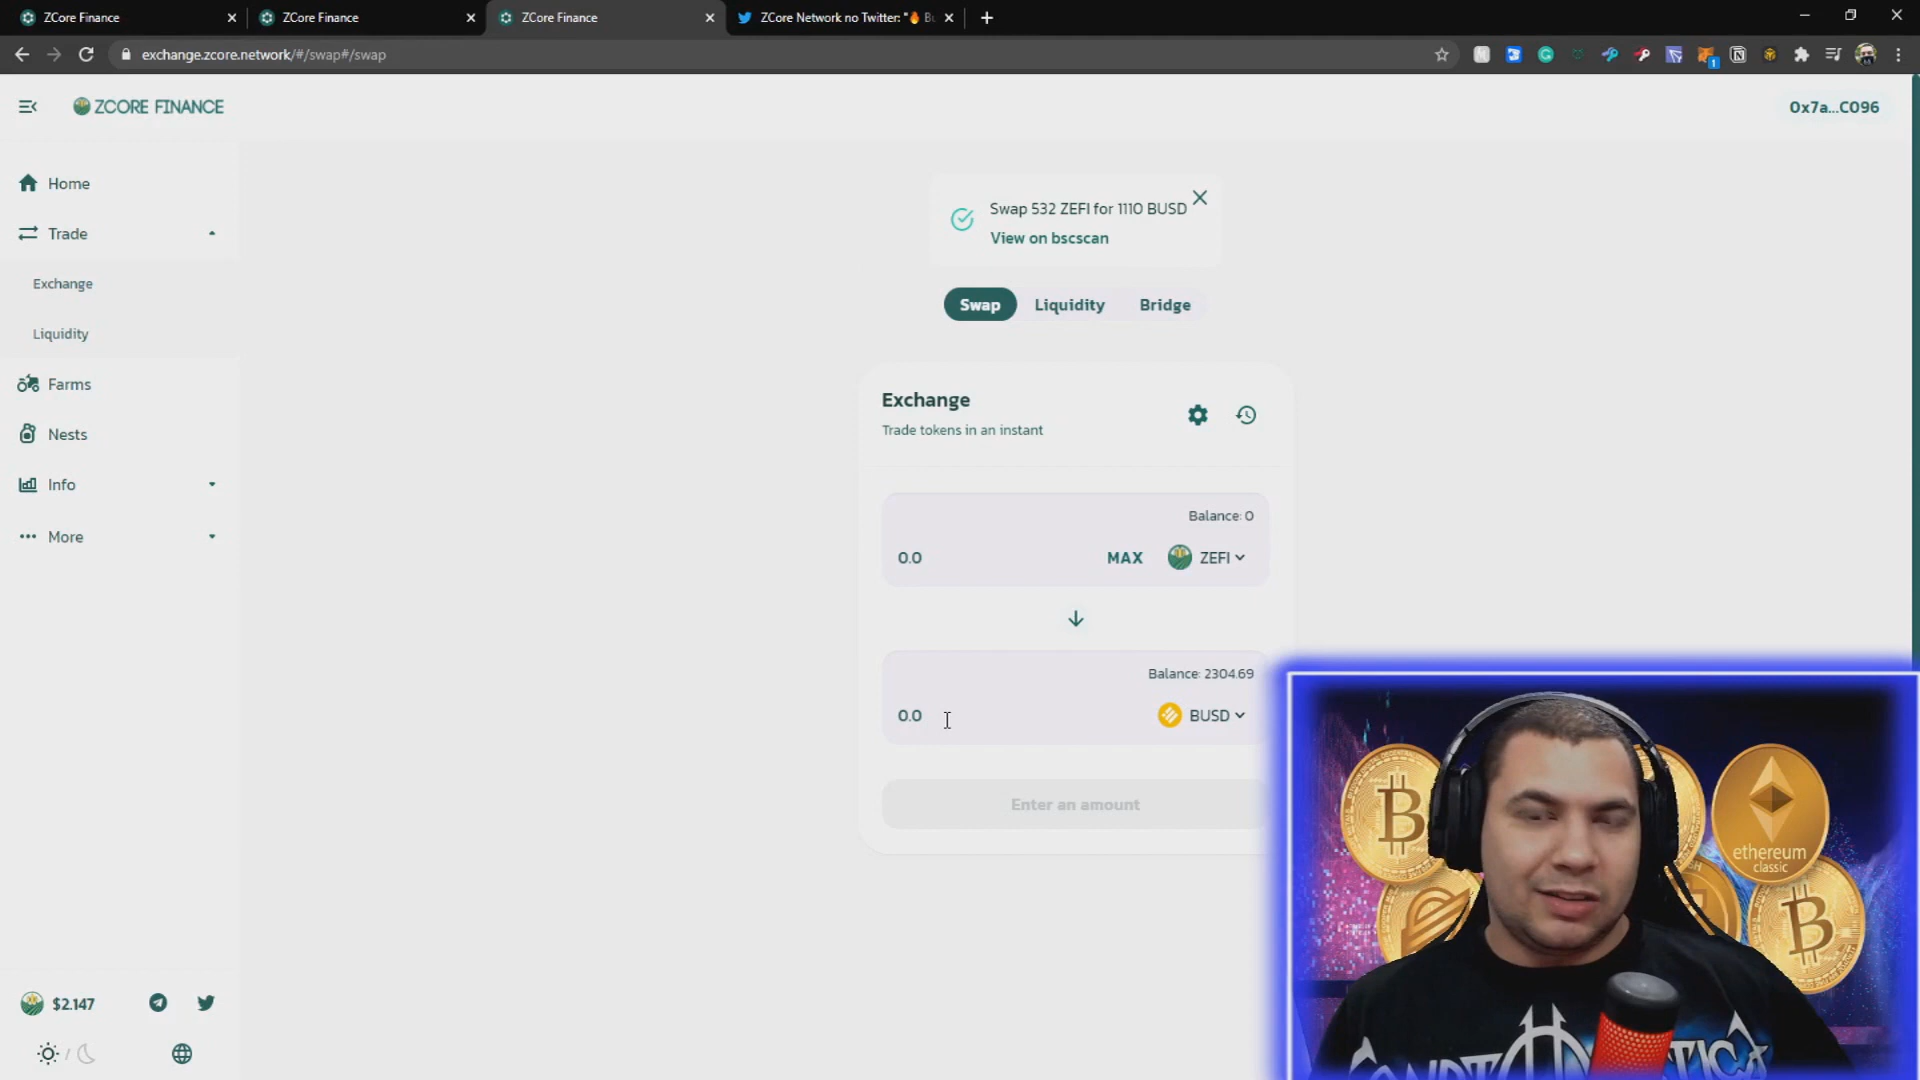 ZCore Finance
ZCore Finance
ZCore Finance
ZCore Network no Twitter: "🔥 Bu
exchange.zcore.network/#/swap#/swap
1
ZCORE FINANCE
0x7a...C096
Home
Trade
Exchange
Liquidity
Farms
Nests
Info
More
Swap 532 ZEFI for 1110 BUSD
View on bscscan
Swap
Liquidity
Bridge
Exchange
Trade tokens in an instant
Balance: 0
0.0
MAX
ZEFI
Balance: 2304.69
0.0
BUSD
Enter an amount
$2.147
/
ethereum
classic